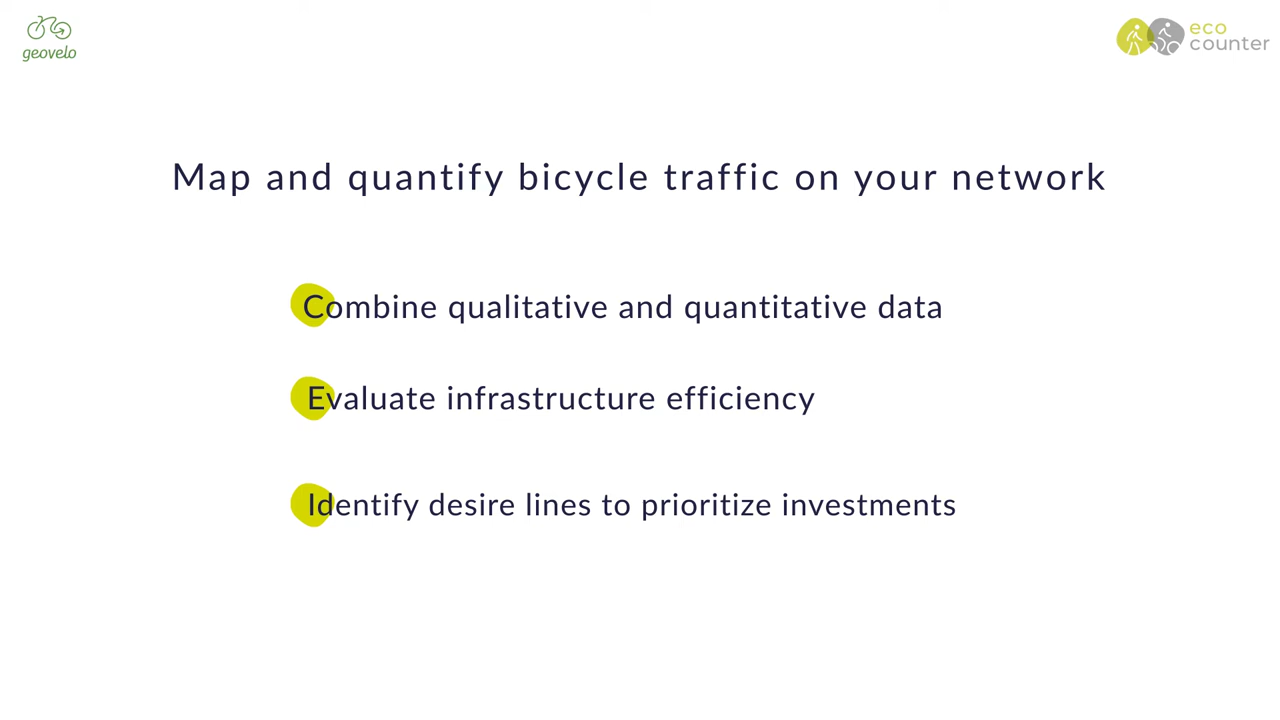 geovelo
eco
counter
Map and quantify bicycle traffic on your network
Combine qualitative and quantitative data
Evaluate infrastructure efficiency
Identify desire lines to prioritize investments